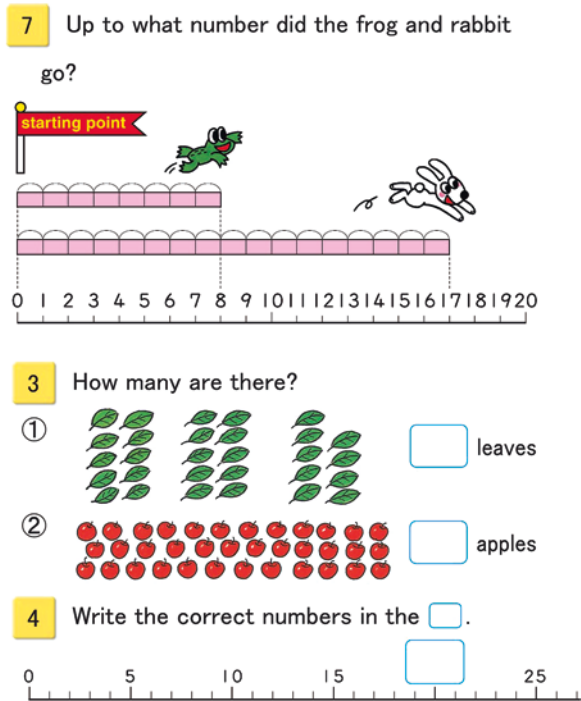 7 Up to what number did the frog and rabbit
go?
starting point
0 1 2 3 4 5 6 7 8 9 10 11 12 13 14 15 16 17 18 19 20
3 How many are there?
① leaves
② apples
4 Write the correct numbers in the □.
0 5 10 15 25